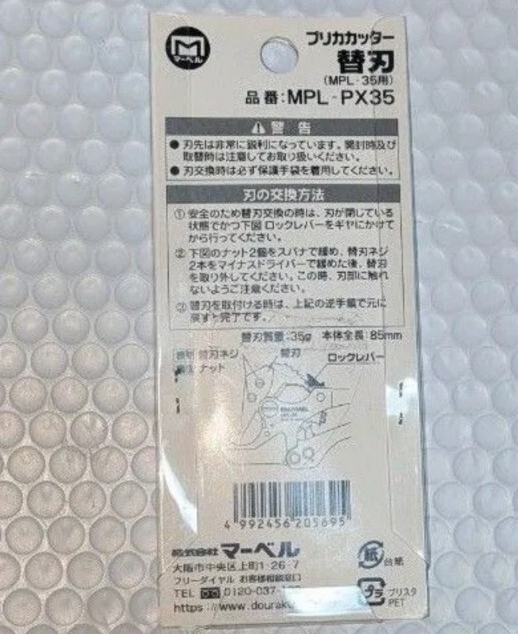 M
マーベル
プリカカッター
替刃
(MPL-35用)
品番:MPL-PX35
警告
● 刃先は非常に鋭利になっています。開封時及び
取替時は注意してお取り扱いください。
● 刃交換時は必ず保護手袋を着用してください。
刃の交換方法
① 安全のため替刃交換の時は、刃が閉じている
状態でかつ下図 ロックレバーをギヤにかけて
から行ってください。
② 下図のナット2個をスパナで緩め、替刃ネジ
2本をマイナスドライバーで緩めた後、替刃
を取り外してください。この時、刃部に触れ
ないようご注意ください。
③ 替刃を取付ける時は、上記の逆手順で元に
戻すと完了です。
替刃質量:35g 本体全長:85mm
替刃ネジ
替刃
ロックレバー
ナット
4 992456 205695
株式会社 マーベル
大阪市中央区上町1-26-7
フリーダイヤル お客様相談窓口
TEL 0120-037-
https://www.dourak
紙 台紙
プラ ブリスタ
PET